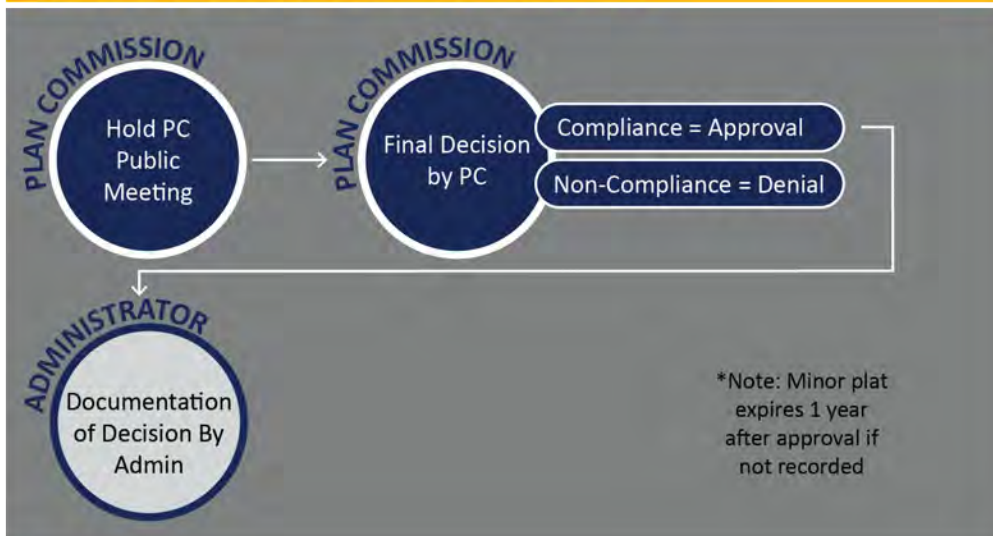 PLAN COMMISSION
Hold PC
Public
Meeting
PLAN COMMISSION
Final Decision
by PC
Compliance = Approval
Non-Compliance = Denial
ADMINISTRATOR
Documentation
of Decision By
Admin
*Note: Minor plat
expires 1 year
after approval if
not recorded